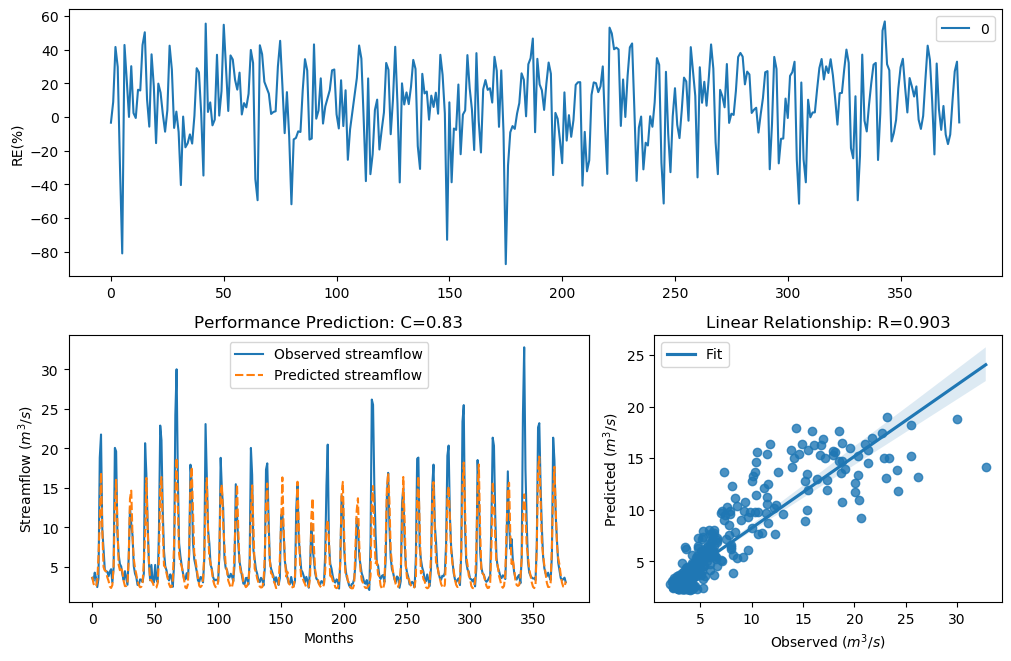 60
40
20
0
−20
−40
−60
−80
RE(%)
0
0 50 100 150 200 250 300 350
Performance Prediction: C=0.83
Observed streamflow
Predicted streamflow
30
25
20
15
10
5
Streamflow (m³/s)
0 50 100 150 200 250 300 350
Months
Linear Relationship: R=0.903
Fit
25
20
15
10
5
Predicted (m³/s)
5 10 15 20 25 30
Observed (m³/s)